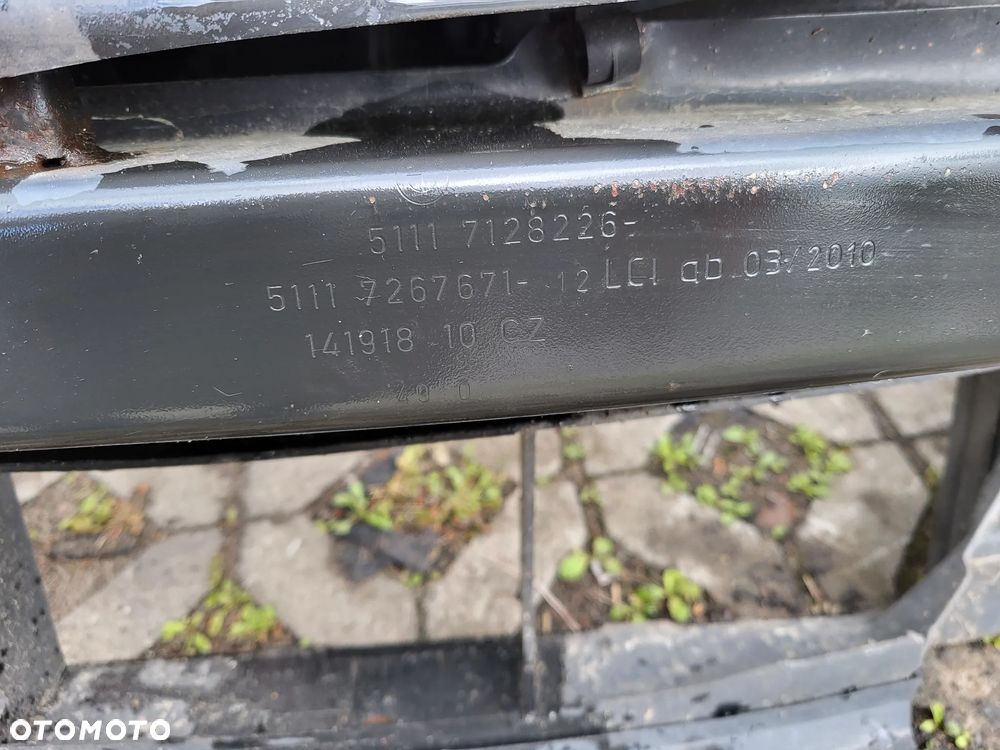 5111 7128226-
5111 7267671- 12 LCI ab 03/2010
141918 10 CZ
OTOMOTO